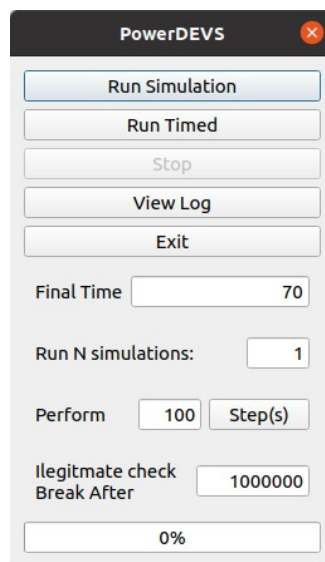 PowerDEVS
Run Simulation
Run Timed
Stop
View Log
Exit
Final Time 70
Run N simulations: 1
Perform 100 Step(s)
Ilegitmate check
Break After 1000000
0%